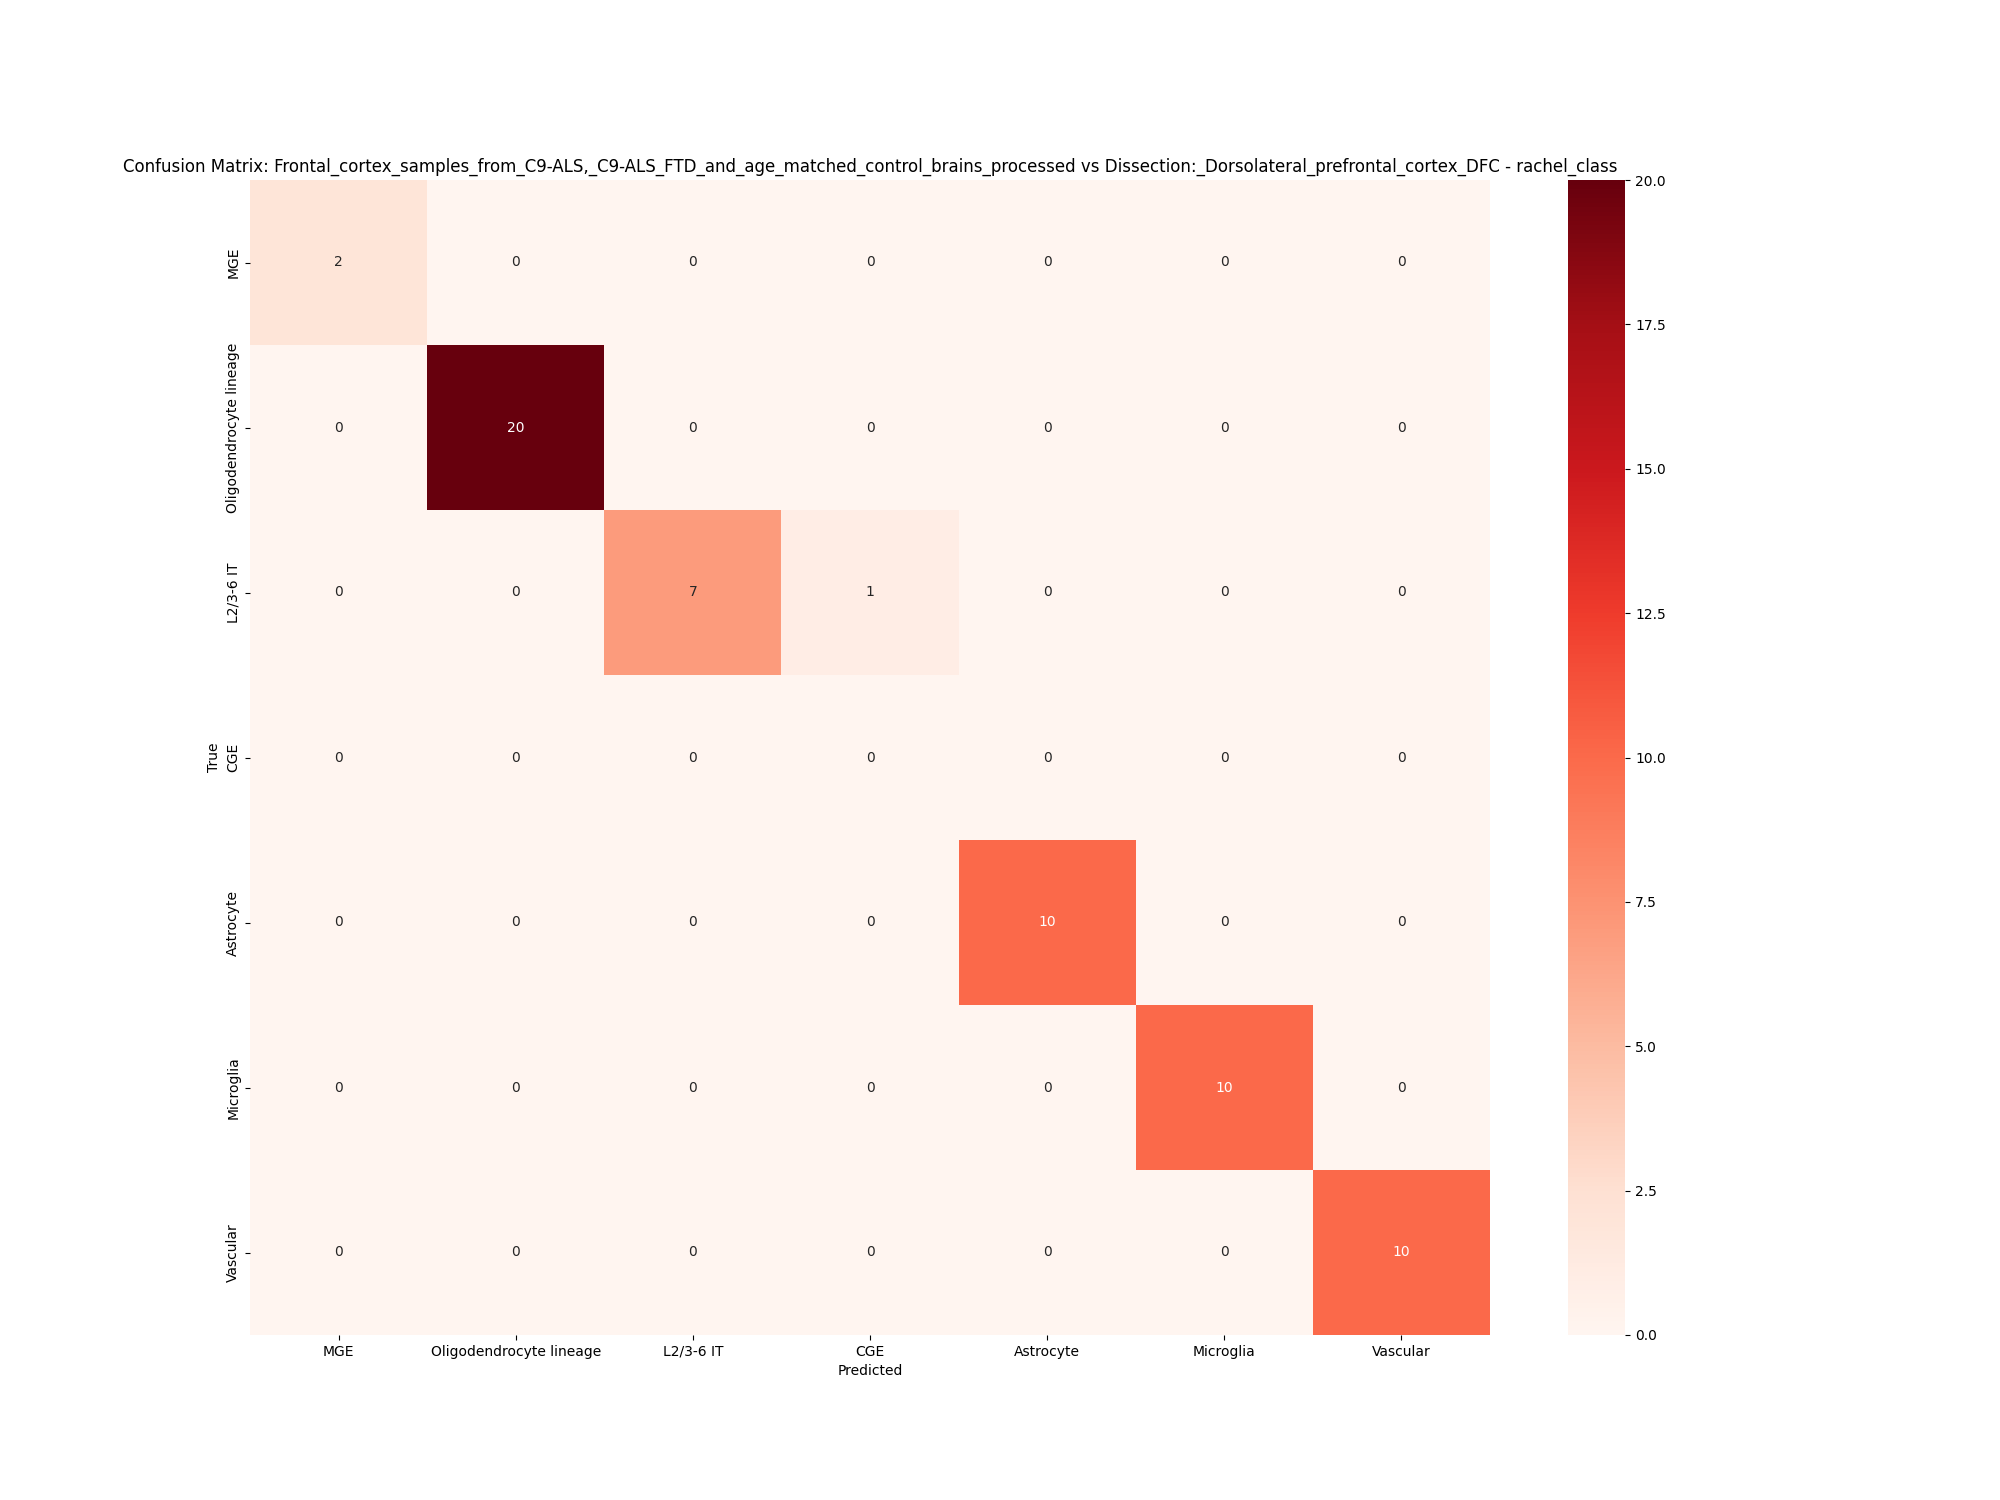 Confusion Matrix: Frontal_cortex_samples_from_C9-ALS,_C9-ALS_FTD_and_age_matched_control_brains_processed vs Dissection:_Dorsolateral_prefrontal_cortex_DFC - rachel_class
MGE 2 0 0 0 0 0 0
Oligodendrocyte lineage 0 20 0 0 0 0 0
L2/3-6 IT 0 0 7 1 0 0 0
True
CGE 0 0 0 0 0 0 0
Astrocyte 0 0 0 0 10 0 0
Microglia 0 0 0 0 0 10 0
Vascular 0 0 0 0 0 0 10
MGE Oligodendrocyte lineage L2/3-6 IT CGE Astrocyte Microglia Vascular
Predicted
20.0
17.5
15.0
12.5
10.0
7.5
5.0
2.5
0.0